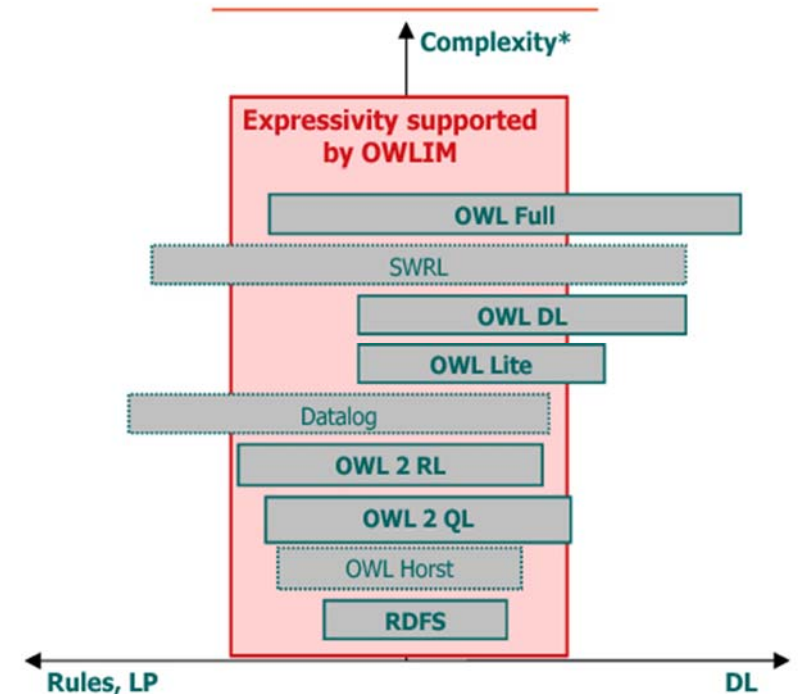 Complexity*
Expressivity supported
by OWLIM
OWL Full
SWRL
OWL DL
OWL Lite
Datalog
OWL 2 RL
OWL 2 QL
OWL Horst
RDFS
Rules, LP
DL